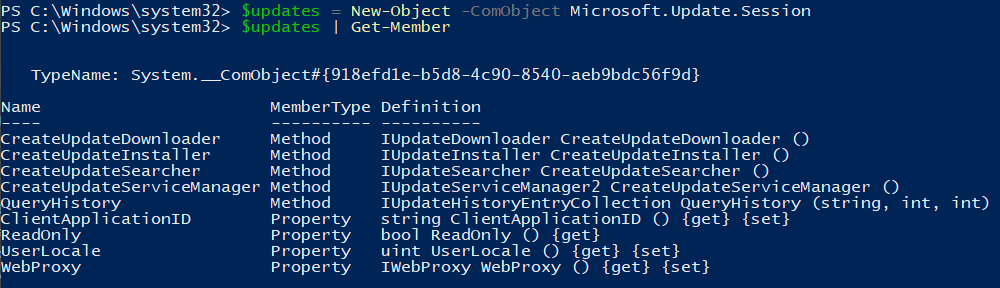 PS C:\Windows\system32> $updates = New-Object -ComObject Microsoft.Update.Session
PS C:\Windows\system32> $updates | Get-Member
TypeName: System.__ComObject#{918efd1e-b5d8-4c90-8540-aeb9bdc56f9d}
Name MemberType Definition
---- ---------- ----------
CreateUpdateDownloader Method IUpdateDownloader CreateUpdateDownloader ()
CreateUpdateInstaller Method IUpdateInstaller CreateUpdateInstaller ()
CreateUpdateSearcher Method IUpdateSearcher CreateUpdateSearcher ()
CreateUpdateServiceManager Method IUpdateServiceManager2 CreateUpdateServiceManager ()
QueryHistory Method IUpdateHistoryEntryCollection QueryHistory (string, int, int)
ClientApplicationID Property string ClientApplicationID () {get} {set}
ReadOnly Property bool ReadOnly () {get}
UserLocale Property uint UserLocale () {get} {set}
WebProxy Property IWebProxy WebProxy () {get} {set}